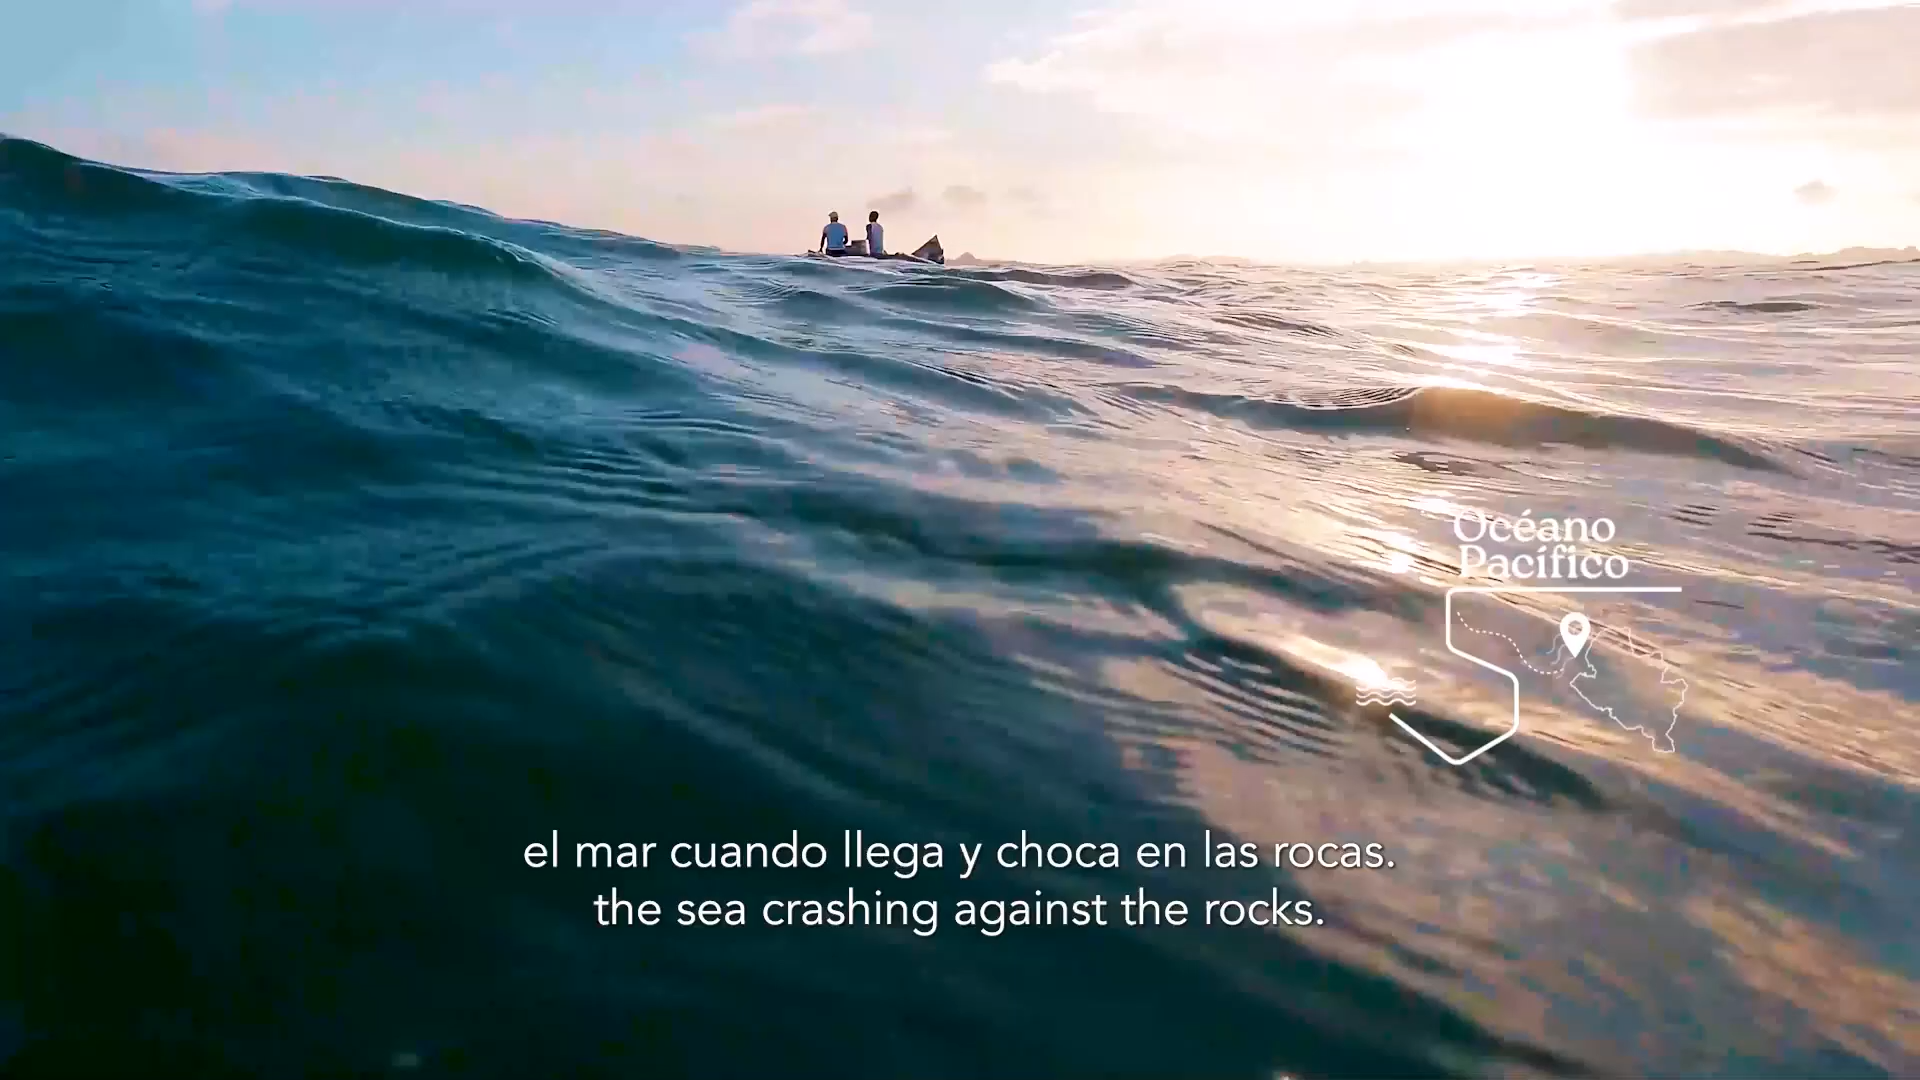 Océano
Pacífico
el mar cuando llega y choca en las rocas.
the sea crashing against the rocks.